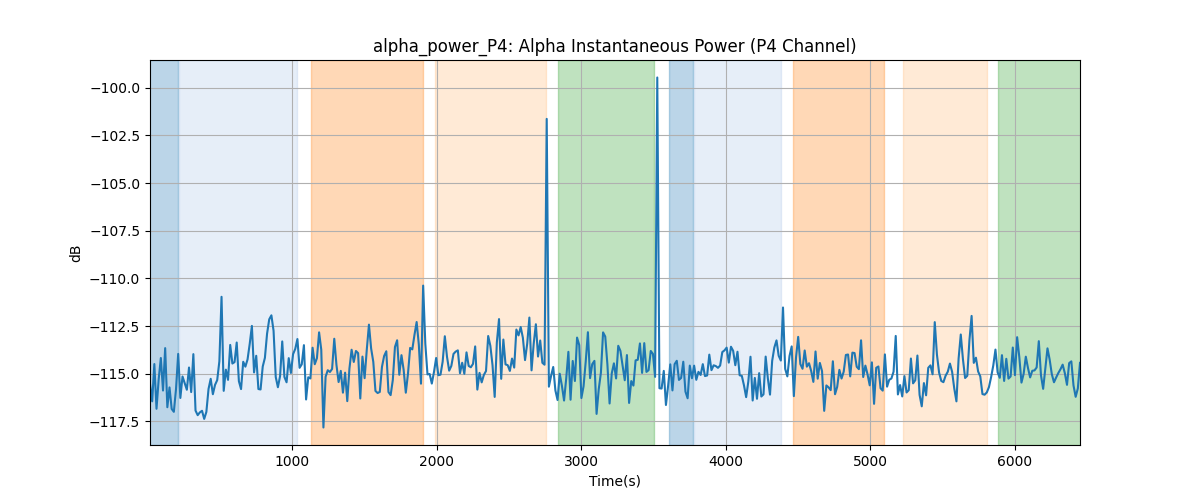 alpha_power_P4: Alpha Instantaneous Power (P4 Channel)
−100.0
−102.5
−105.0
−107.5
−110.0
−112.5
−115.0
−117.5
dB
1000 2000 3000 4000 5000 6000
Time(s)